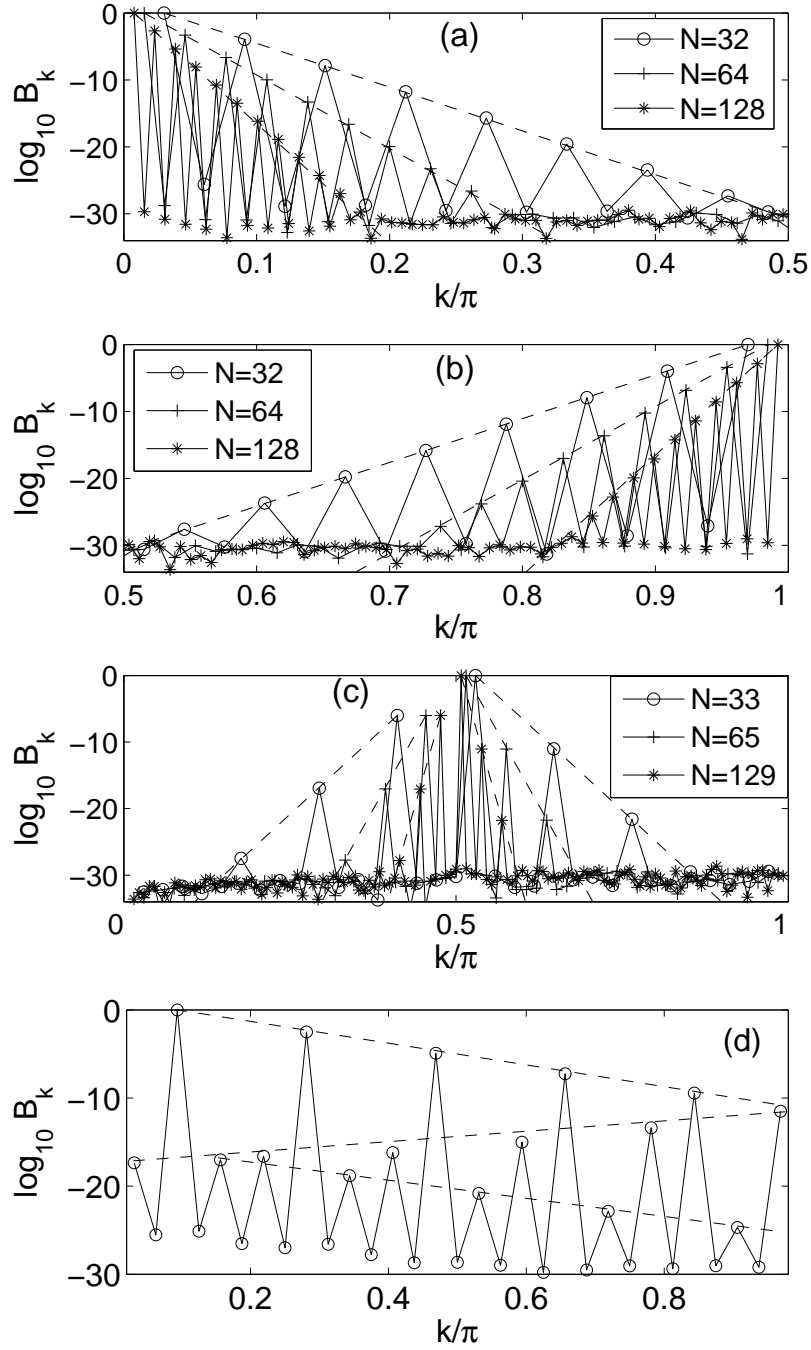 (a)
N=32
N=64
N=128
0
−10
−20
−30
log10 Bk
0 0.1 0.2 0.3 0.4 0.5
k/π
(b)
N=32
N=64
N=128
0
−10
−20
−30
log10 Bk
0.5 0.6 0.7 0.8 0.9 1
k/π
(c)
N=33
N=65
N=129
0
−10
−20
−30
log10 Bk
0 0.5 1
k/π
(d)
0
−10
−20
−30
log10 Bk
0.2 0.4 0.6 0.8
k/π